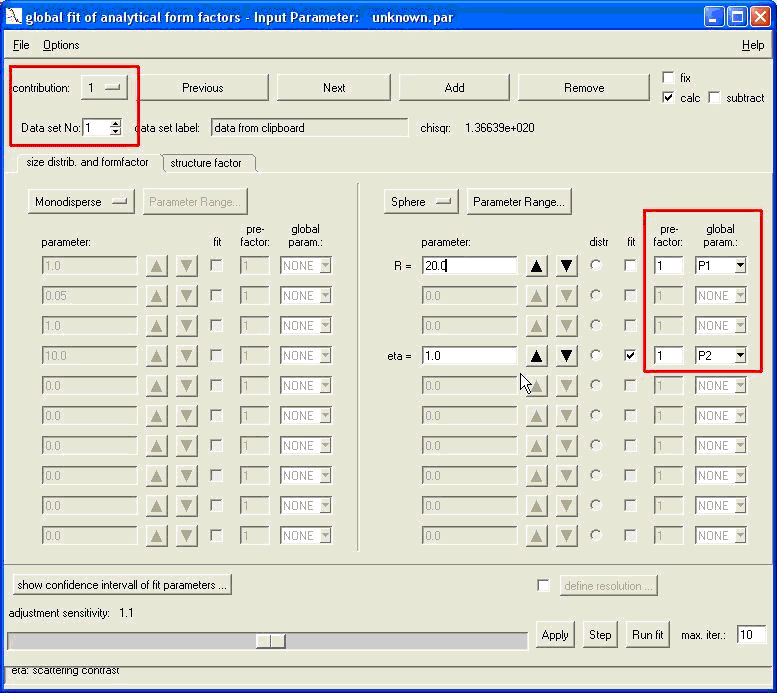 global fit of analytical form factors - Input Parameter: unknown.par
File Options Help
contribution: 1 Previous Next Add Remove fix
calc subtract
Data set No: 1 data set label: data from clipboard chisqr: 1.36639e+020
size distrib. and formfactor structure factor
Monodisperse Parameter Range... Sphere Parameter Range...
pre- global pre- global
parameter: fit factor: param.: parameter: distr fit factor: param.:
1.0 1 NONE R = 20.0 1 P1
0.05 1 NONE 0.0 1 NONE
1.0 1 NONE 0.0 1 NONE
10.0 1 NONE eta = 1.0 1 P2
0.0 1 NONE 0.0 1 NONE
0.0 1 NONE 0.0 1 NONE
0.0 1 NONE 0.0 1 NONE
0.0 1 NONE 0.0 1 NONE
0.0 1 NONE 0.0 1 NONE
0.0 1 NONE 0.0 1 NONE
show confidence intervall of fit parameters ... define resolution ...
adjustment sensitivity: 1.1
Apply Step Run fit max. iter.: 10
eta: scattering contrast